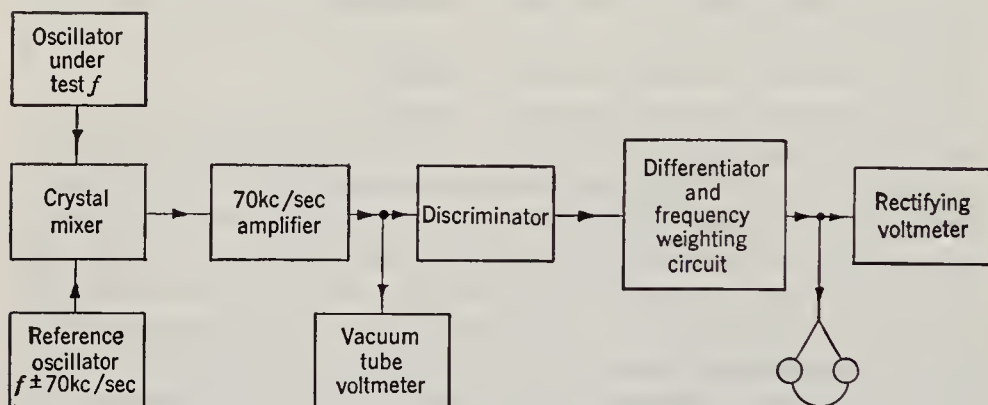 Oscillator
under
test f
Crystal
mixer
Reference
oscillator
f ± 70kc/sec
70kc/sec
amplifier
Vacuum
tube
voltmeter
Discriminator
Differentiator
and
frequency
weighting
circuit
Rectifying
voltmeter